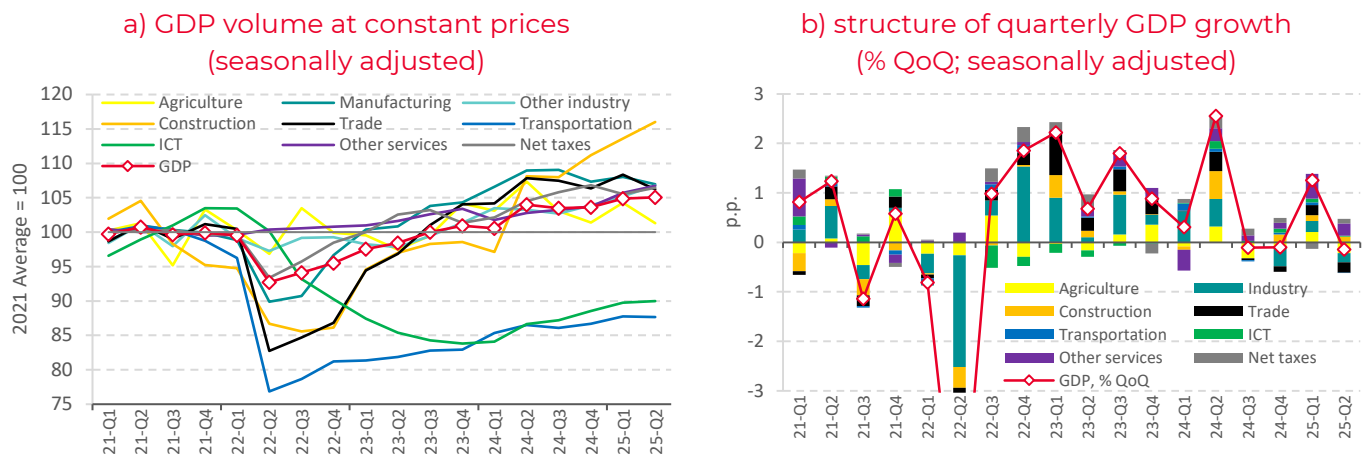 a) GDP volume at constant prices
(seasonally adjusted)
2021 Average = 100
120
115
110
105
100
95
90
85
80
75
Agriculture
Manufacturing
Other industry
Construction
Trade
Transportation
ICT
Other services
Net taxes
GDP
21-Q1
21-Q2
21-Q3
21-Q4
22-Q1
22-Q2
22-Q3
22-Q4
23-Q1
23-Q2
23-Q3
23-Q4
24-Q1
24-Q2
24-Q3
24-Q4
25-Q1
25-Q2
b) structure of quarterly GDP growth
(% QoQ; seasonally adjusted)
p.p.
3
2
1
0
-1
-2
-3
Agriculture
Industry
Construction
Trade
Transportation
ICT
Other services
Net taxes
GDP, % QoQ
21-Q1
21-Q2
21-Q3
21-Q4
22-Q1
22-Q2
22-Q3
22-Q4
23-Q1
23-Q2
23-Q3
23-Q4
24-Q1
24-Q2
24-Q3
24-Q4
25-Q1
25-Q2